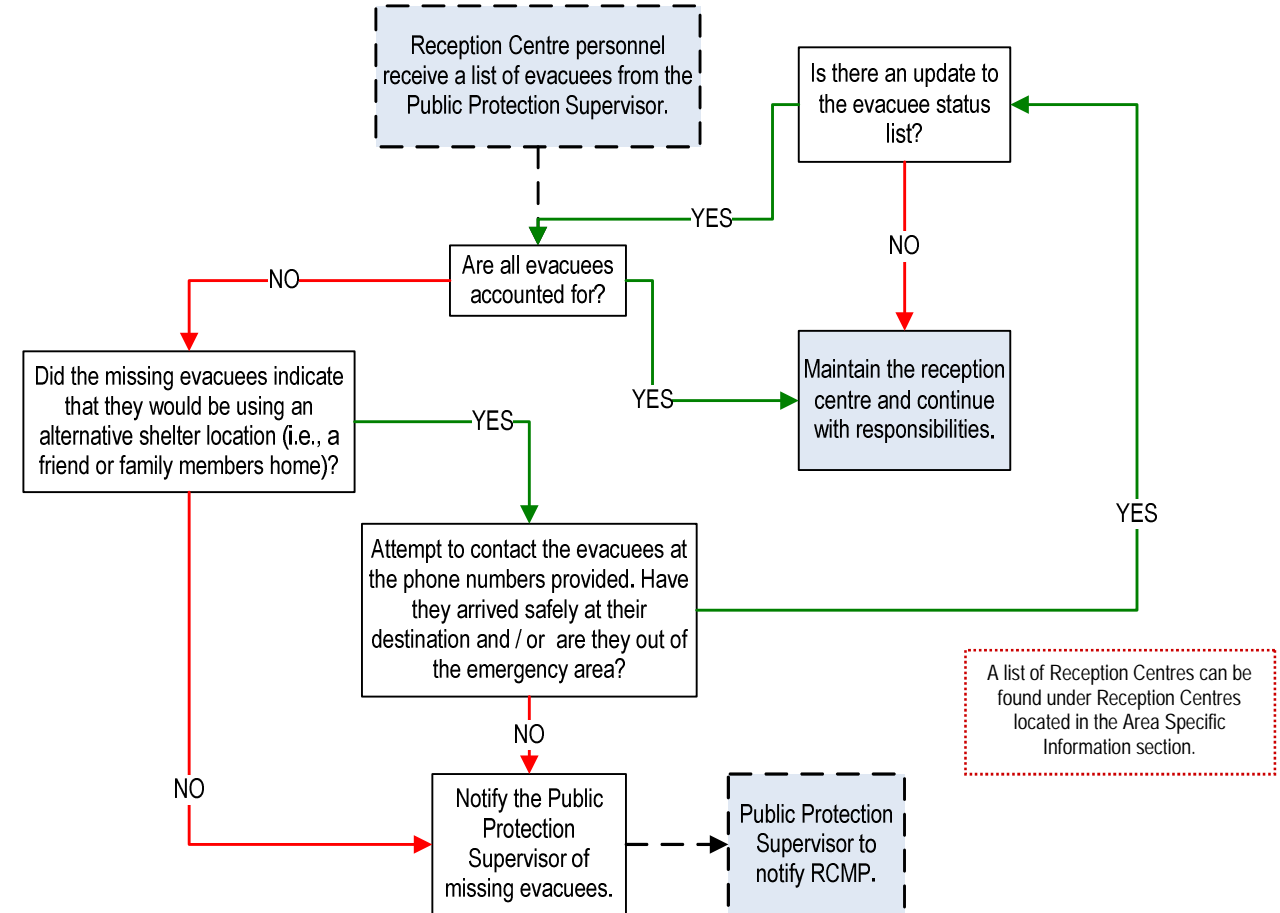 Reception Centre personnel
receive a list of evacuees from the
Public Protection Supervisor.
Is there an update to
the evacuee status
list?
YES
NO
Are all evacuees
accounted for?
NO
YES
Maintain the reception
centre and continue
with responsibilities.
Did the missing evacuees indicate
that they would be using an
alternative shelter location (i.e., a
friend or family members home)?
YES
Attempt to contact the evacuees at
the phone numbers provided. Have
they arrived safely at their
destination and / or are they out of
the emergency area?
YES
NO
NO
A list of Reception Centres can be
found under Reception Centres
located in the Area Specific
Information section.
Notify the Public
Protection
Supervisor of
missing evacuees.
Public Protection
Supervisor to
notify RCMP.